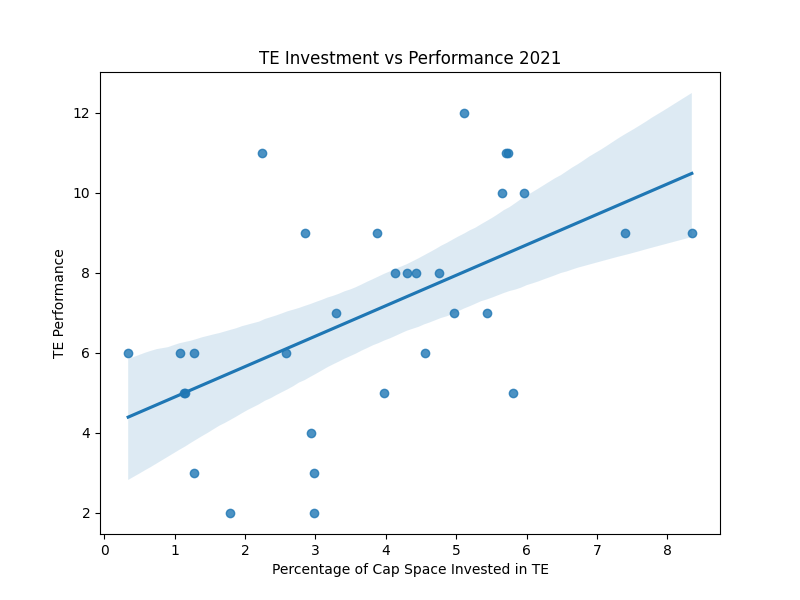 TE Investment vs Performance 2021
12
10
8
6
4
2
TE Performance
0 1 2 3 4 5 6 7 8
Percentage of Cap Space Invested in TE